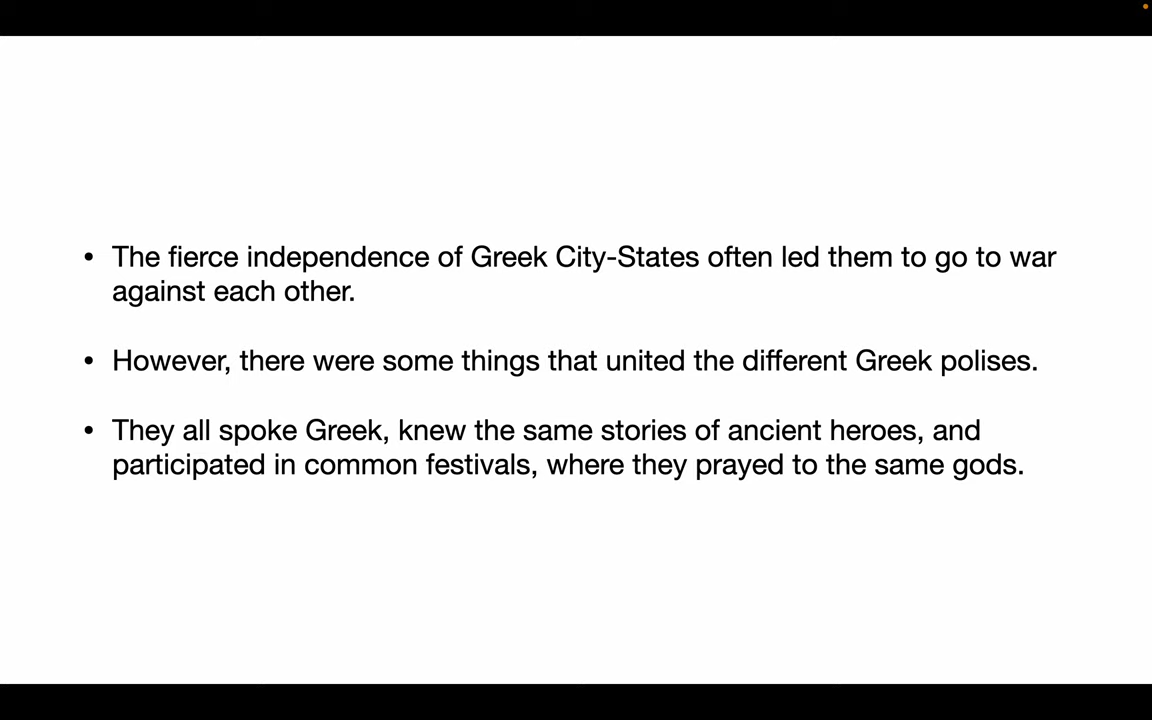 • The fierce independence of Greek City-States often led them to go to war
against each other.
• However, there were some things that united the different Greek polises.
• They all spoke Greek, knew the same stories of ancient heroes, and
participated in common festivals, where they prayed to the same gods.